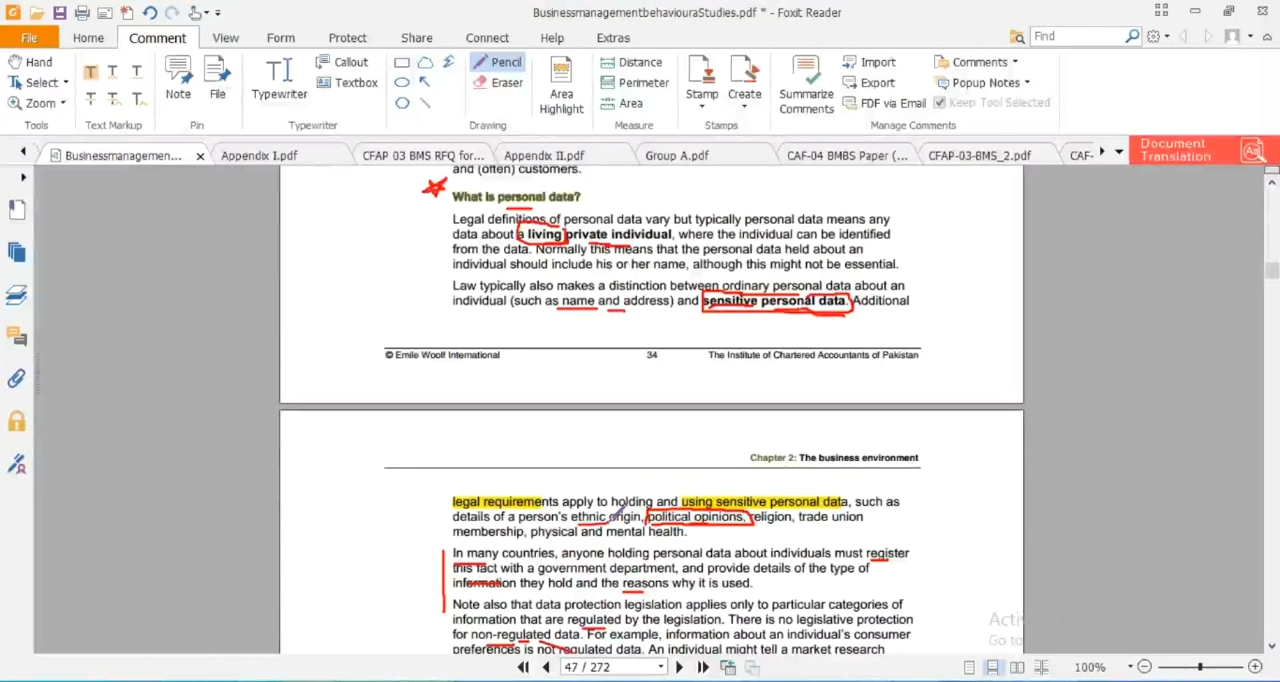 BusinessmanagementbehaviouraStudies.pdf * - Foxit Reader
File Home Comment View Form Protect Share Connect Help Extras Find
Hand
Select
Zoom
Tools
Text Markup
Note
File
Pin
Typewriter
Callout
Textbox
Typewriter
Pencil
Eraser
Drawing
Area
Highlight
Distance
Perimeter
Area
Measure
Stamp
Create
Stamps
Summarize
Comments
Import
Export
FDF via Email
Comments
Popup Notes
Keep Tool Selected
Manage Comments
Businessmanagemen... Appendix I.pdf CFAP 03 BMS RFQ for... Appendix II.pdf Group A.pdf CAF-04 BMBS Paper (... CFAP-03-BMS_2.pdf CAF-
Document
Translation
and (often) customers.
What is personal data?
Legal definitions of personal data vary but typically personal data means any
data about a living private individual, where the individual can be identified
from the data. Normally this means that the personal data held about an
individual should include his or her name, although this might not be essential.
Law typically also makes a distinction between ordinary personal data about an
individual (such as name and address) and sensitive personal data. Additional
© Emile Woolf International 34 The Institute of Chartered Accountants of Pakistan
Chapter 2: The business environment
legal requirements apply to holding and using sensitive personal data, such as
details of a person's ethnic origin, political opinions, religion, trade union
membership, physical and mental health.
In many countries, anyone holding personal data about individuals must register
this fact with a government department, and provide details of the type of
information they hold and the reasons why it is used.
Note also that data protection legislation applies only to particular categories of
information that are regulated by the legislation. There is no legislative protection
for non-regulated data. For example, information about an individual's consumer
preferences is not regulated data. An individual might tell a market research
Go to
47 / 272
100%